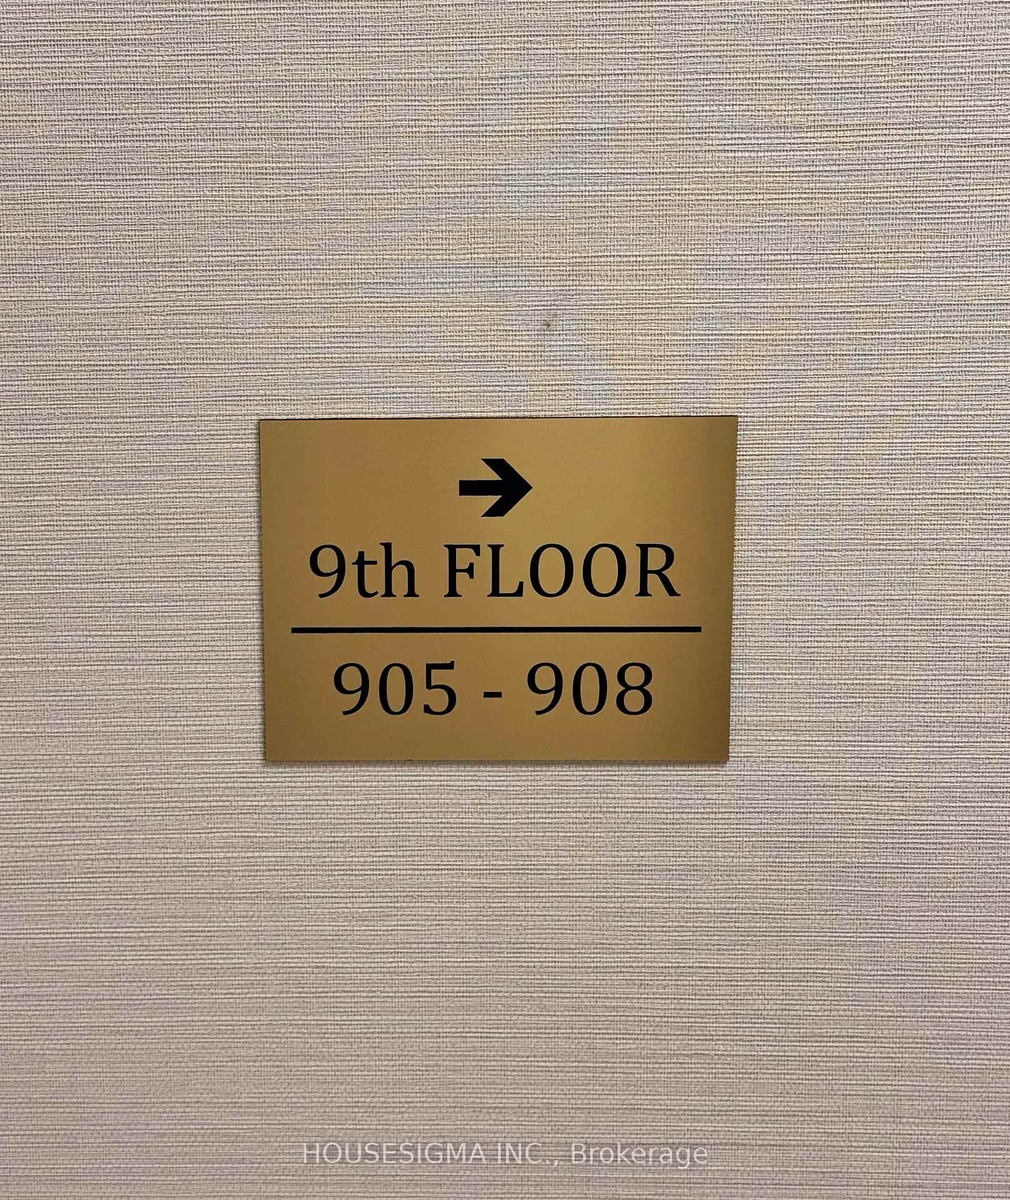 9th FLOOR
905 - 908
HOUSESIGMA INC., Brokerage